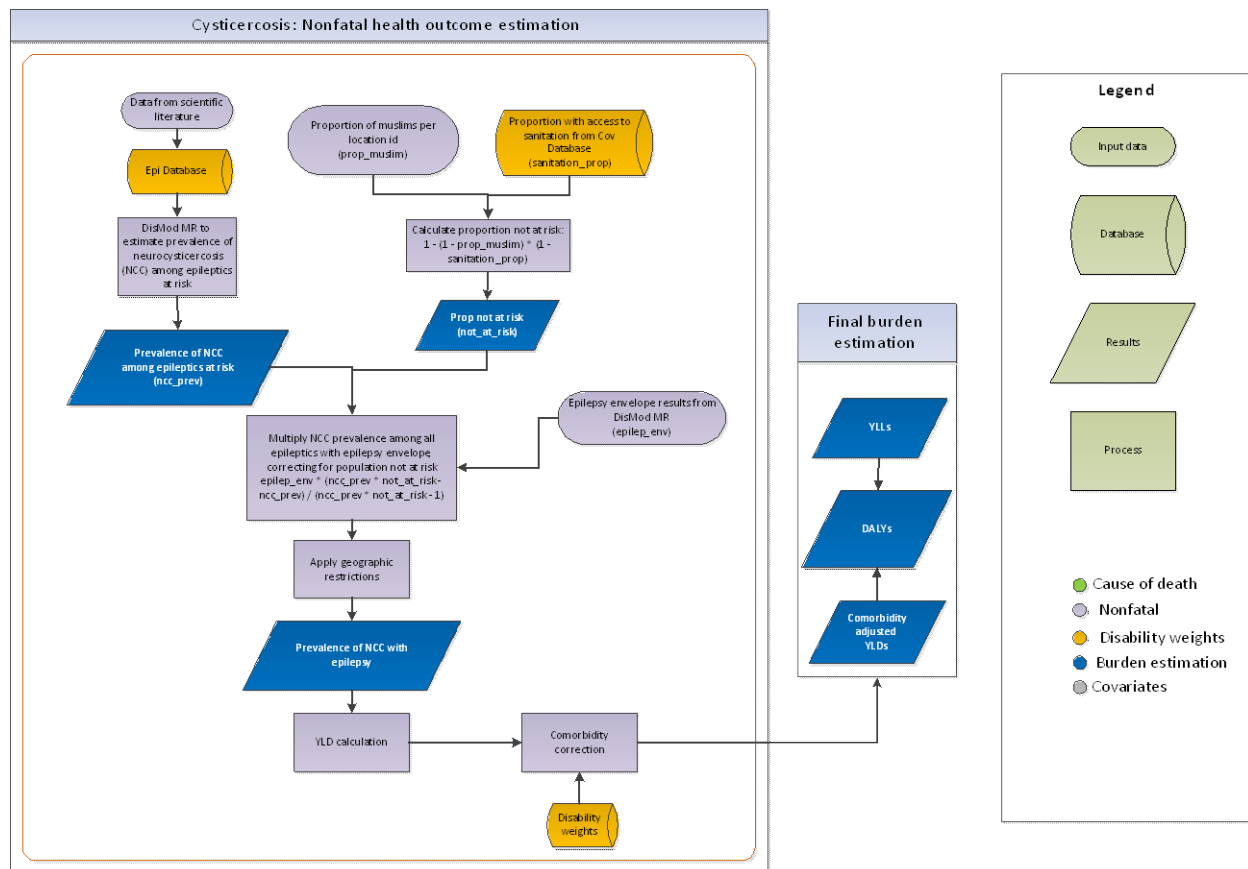 Cysticercosis: Nonfatal health outcome estimation
Data from scientific
literature
Epi Database
DisMod MR to
estimate prevalence of
neurocysticercosis
(NCC) among epileptics
at risk
Prevalence of NCC
among epileptics at risk
(ncc_prev)
Proportion of muslims per
location id
(prop_muslim)
Proportion with access to
sanitation from Cov
Database
(sanitation_prop)
Calculate proportion not at risk:
1 - (1 - prop_muslim) * (1 -
sanitation_prop)
Prop not at risk
(not_at_risk)
Epilepsy envelope results from
DisMod MR
(epilep_env)
Multiply NCC prevalence among all
epileptics with epilepsy envelope,
correcting for population not at risk
epilep_env * (ncc_prev * not_at_risk-
ncc_prev) / (ncc_prev * not_at_risk-1)
Apply geographic
restrictions
Prevalence of NCC with
epilepsy
YLD calculation
Comorbidity
correction
Disability
weights
Final burden
estimation
YLLs
DALYs
Comorbidity
adjusted
YLDs
Legend
Input data
Database
Results
Process
Cause of death
Nonfatal
Disability weights
Burden estimation
Covariates